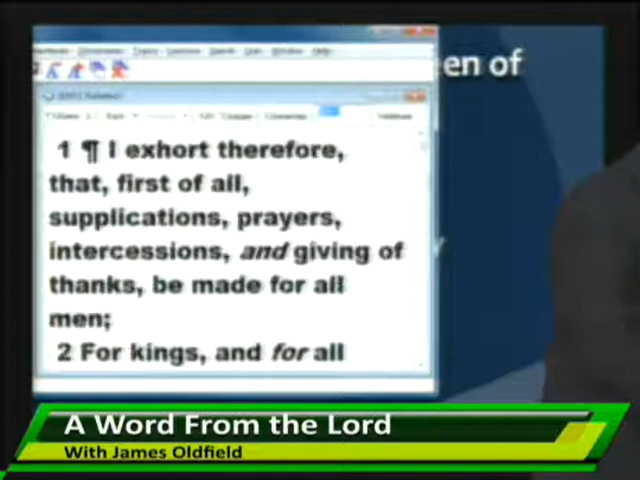 en of
1 ¶ I exhort therefore,
that, first of all,
supplications, prayers,
intercessions, and giving of
thanks, be made for all
men;
2 For kings, and for all
A Word From the Lord
With James Oldfield